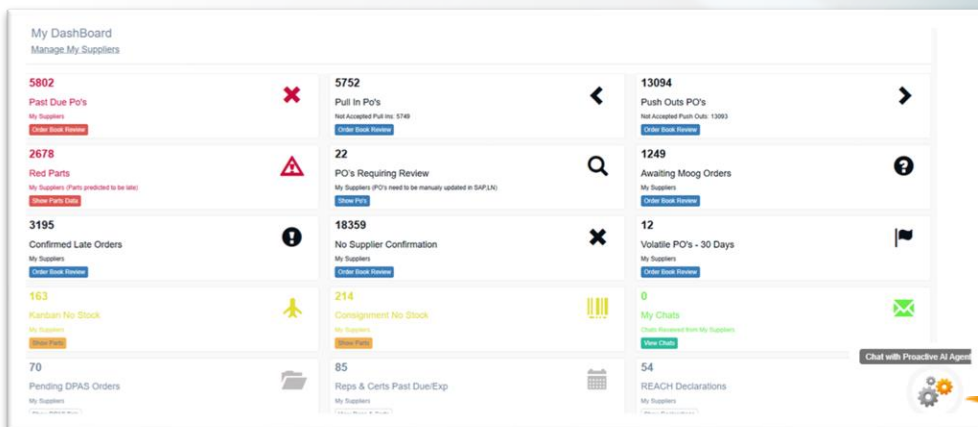 My DashBoard
Manage My Suppliers
5802
Past Due Po's
My Suppliers
Order Book Review
5752
Pull In Po's
Not Accepted Pull Ins: 5749
Order Book Review
13094
Push Outs PO's
Not Accepted Push Outs: 13093
Order Book Review
2678
Red Parts
My Suppliers (Parts predicted to be late)
Show Parts Data
22
PO's Requiring Review
My Suppliers (PO's need to be manualy updated in SAP,LN)
Show Po's
1249
Awaiting Moog Orders
My Suppliers
Order Book Review
3195
Confirmed Late Orders
My Suppliers
Order Book Review
18359
No Supplier Confirmation
My Suppliers
Order Book Review
12
Volatile PO's - 30 Days
My Suppliers
Order Book Review
163
Kanban No Stock
My Suppliers
Show Parts
214
Consignment No Stock
My Suppliers
Show Parts
0
My Chats
Chats Received from My Suppliers
View Chats
Chat with Proactive AI Agent
70
Pending DPAS Orders
My Suppliers
85
Reps & Certs Past Due/Exp
My Suppliers
54
REACH Declarations
My Suppliers